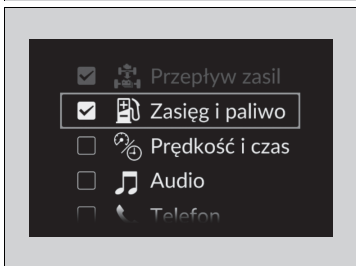 Przepływ zasil
Zasięg i paliwo
Prędkość i czas
Audio
Telefon